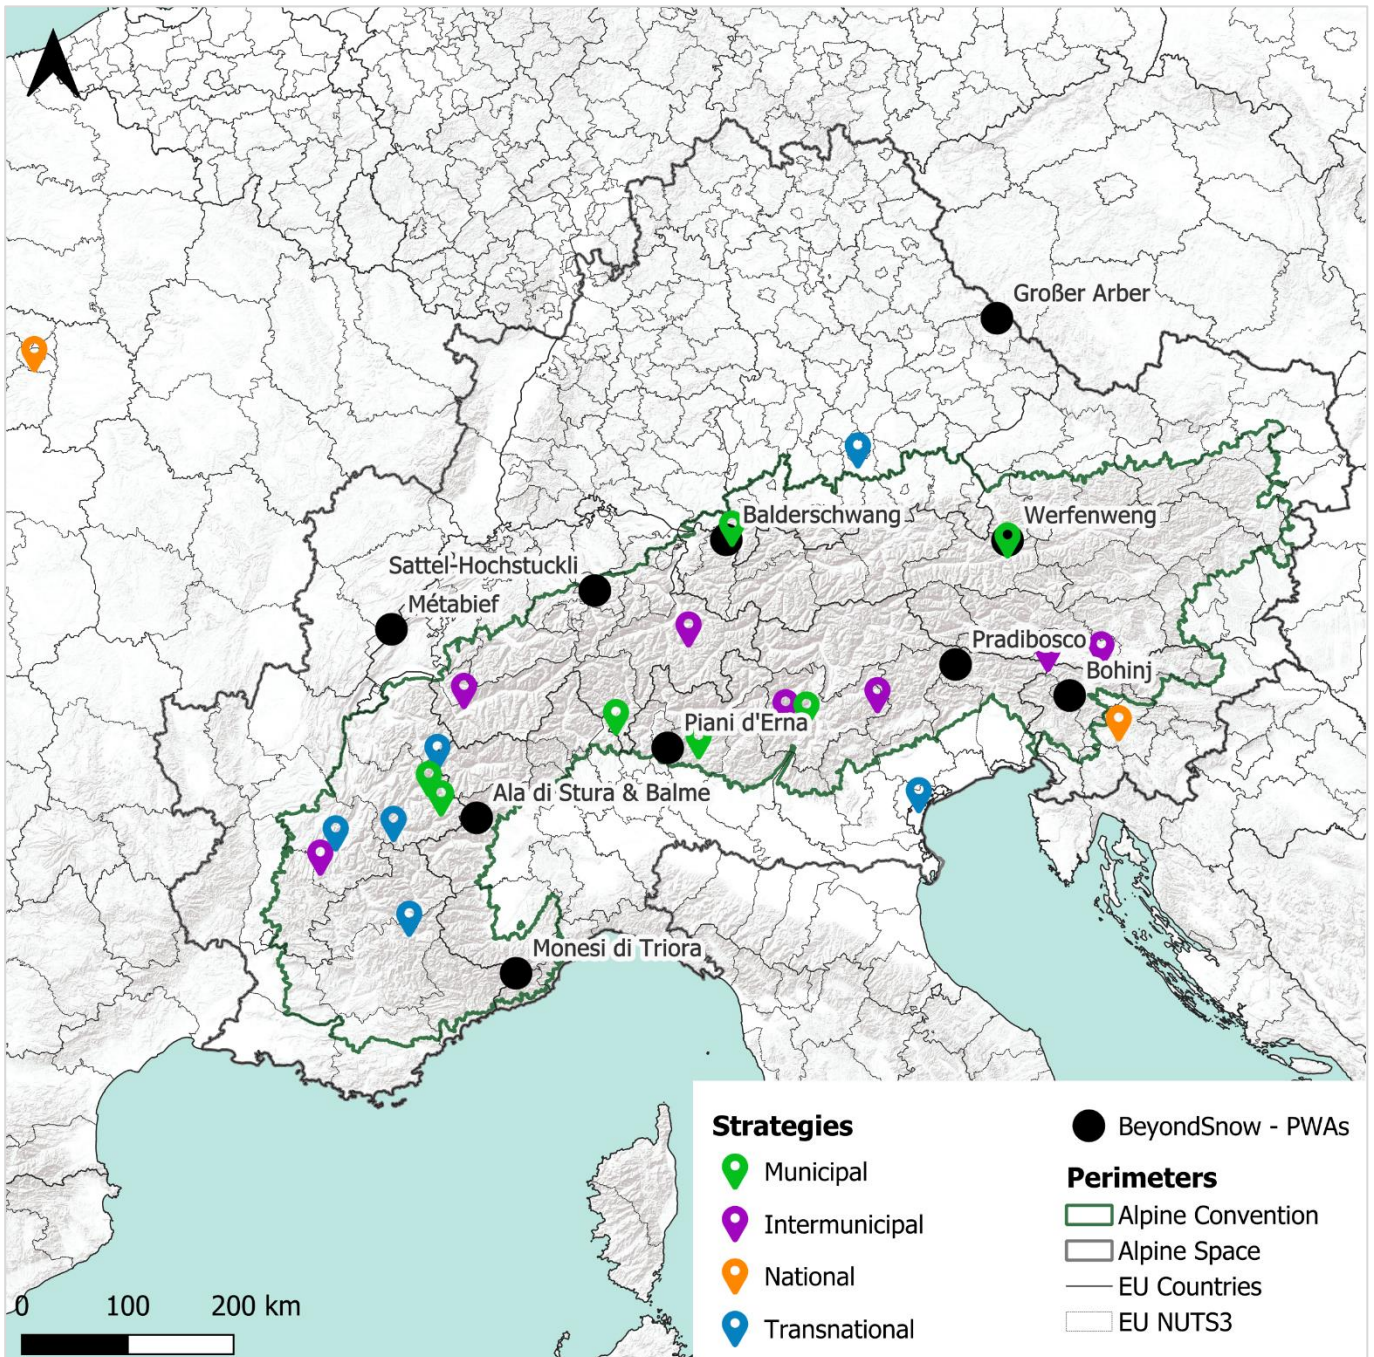 Großer Arber
Balderschwang
Werfenweng
Sattel-Hochstuckli
Métabief
Pradibosco
Bohinj
Piani d'Erna
Ala di Stura & Balme
Monesi di Triora
Strategies
Municipal
Intermunicipal
National
Transnational
BeyondSnow - PWAs
Perimeters
Alpine Convention
Alpine Space
EU Countries
EU NUTS3
0 100 200 km